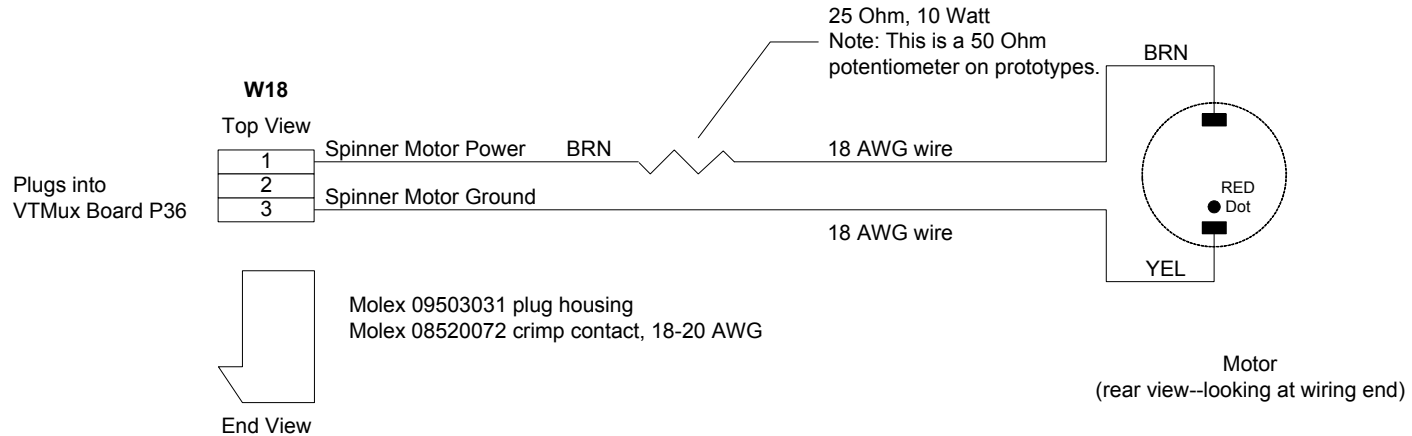 25 Ohm, 10 Watt
Note: This is a 50 Ohm
potentiometer on prototypes.
BRN
W18
Top View
1
Spinner Motor Power
BRN
18 AWG wire
2
Plugs into
VTMux Board P36
3
Spinner Motor Ground
RED
Dot
18 AWG wire
YEL
Molex 09503031 plug housing
Molex 08520072 crimp contact, 18-20 AWG
Motor
(rear view--looking at wiring end)
End View